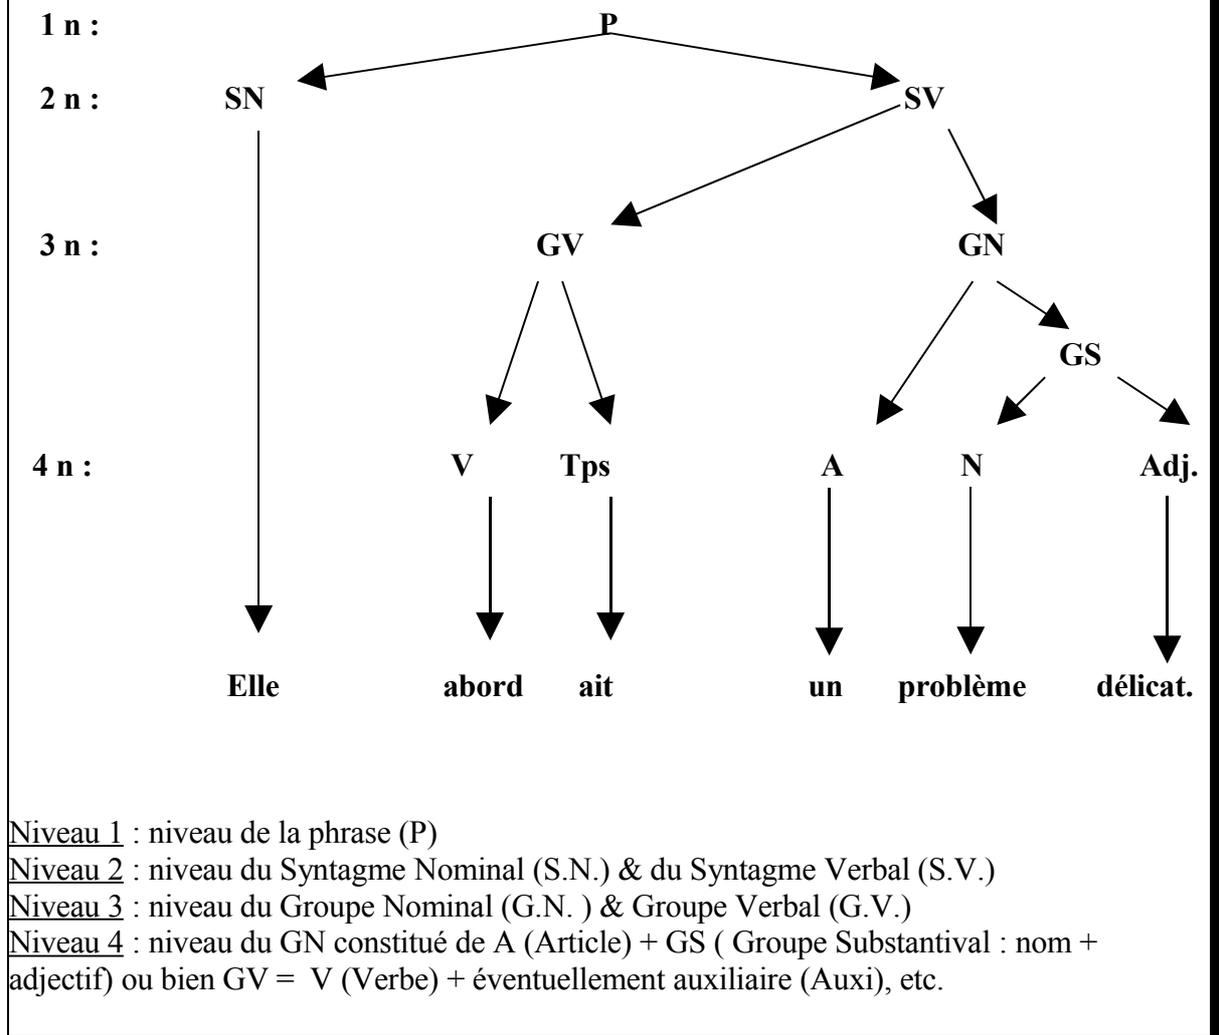 1 n : P
2 n : SN SV
3 n : GV GN
GS
4 n : V Tps A N Adj.
Elle abord ait un problème délicat.
Niveau 1 : niveau de la phrase (P)
Niveau 2 : niveau du Syntagme Nominal (S.N.) & du Syntagme Verbal (S.V.)
Niveau 3 : niveau du Groupe Nominal (G.N. ) & Groupe Verbal (G.V.)
Niveau 4 : niveau du GN constitué de A (Article) + GS ( Groupe Substantival : nom +
adjectif) ou bien GV = V (Verbe) + éventuellement auxiliaire (Auxi), etc.